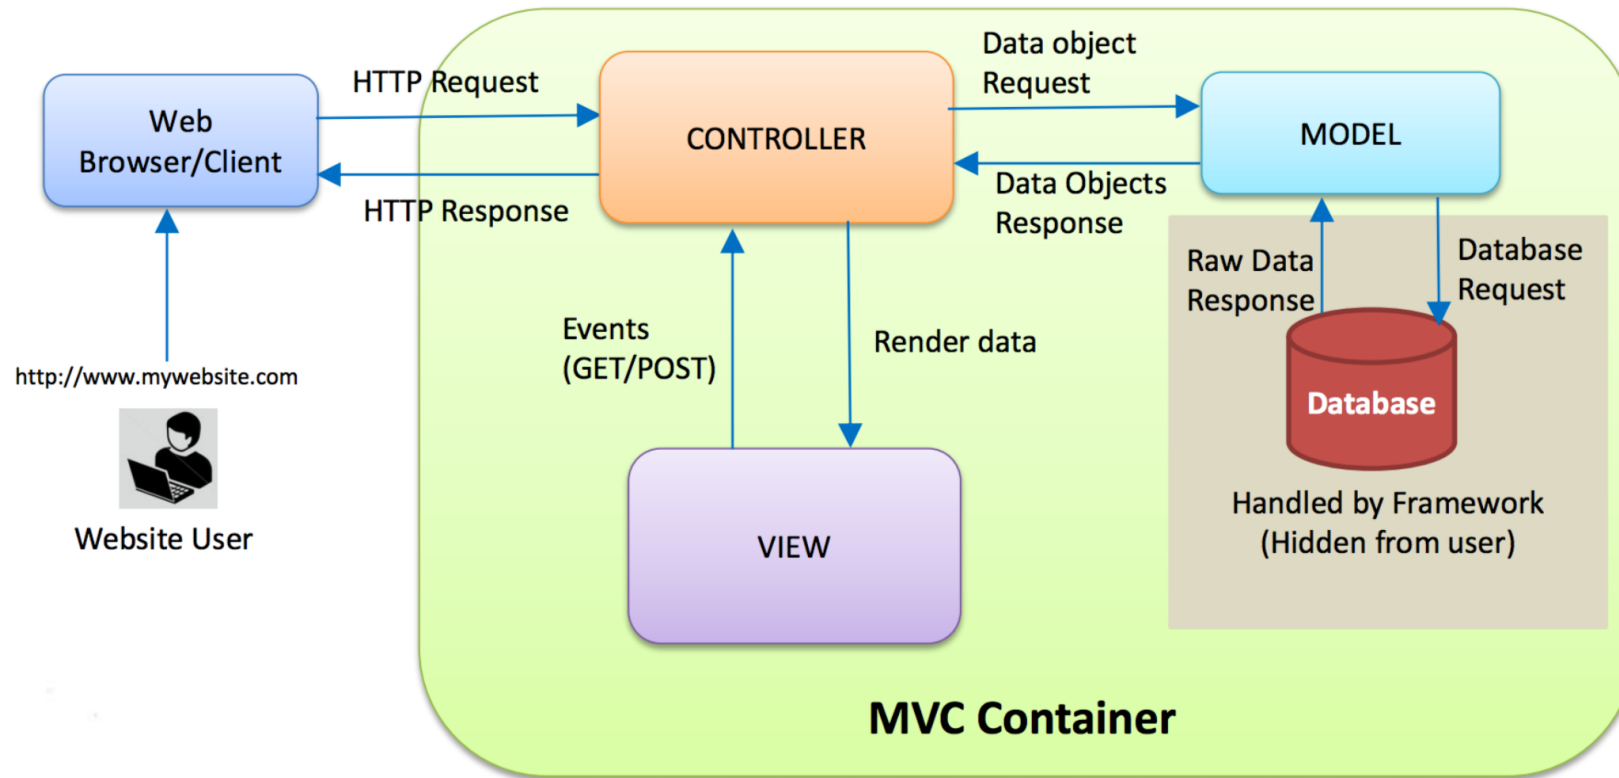 HTTP Request
Web
Browser/Client
HTTP Response
http://www.mywebsite.com
Website User
CONTROLLER
Data object
Request
MODEL
Data Objects
Response
Raw Data
Response
Database
Request
Events
(GET/POST)
Render data
Database
VIEW
Handled by Framework
(Hidden from user)
MVC Container